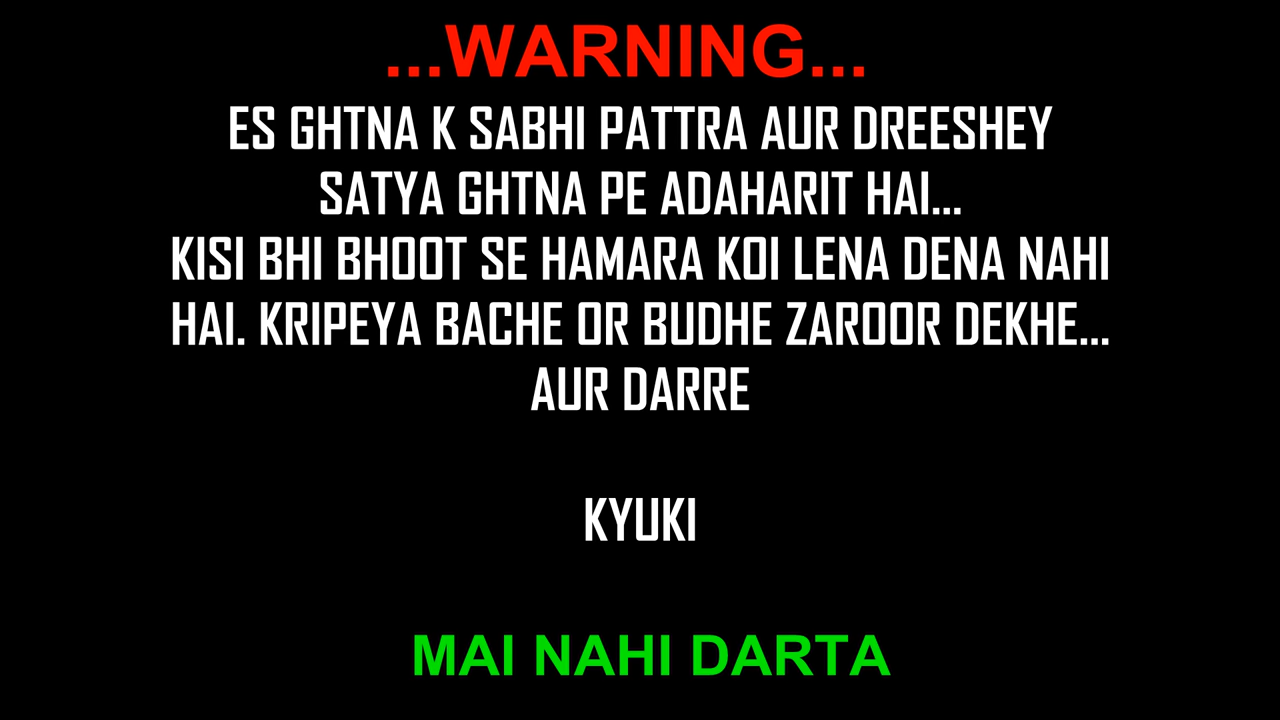 ...WARNING...
ES GHTNA K SABHI PATTRA AUR DREESHEY
SATYA GHTNA PE ADAHARIT HAI...
KISI BHI BHOOT SE HAMARA KOI LENA DENA NAHI
HAI. KRIPEYA BACHE OR BUDHE ZAROOR DEKHE...
AUR DARRE
KYUKI
MAI NAHI DARTA